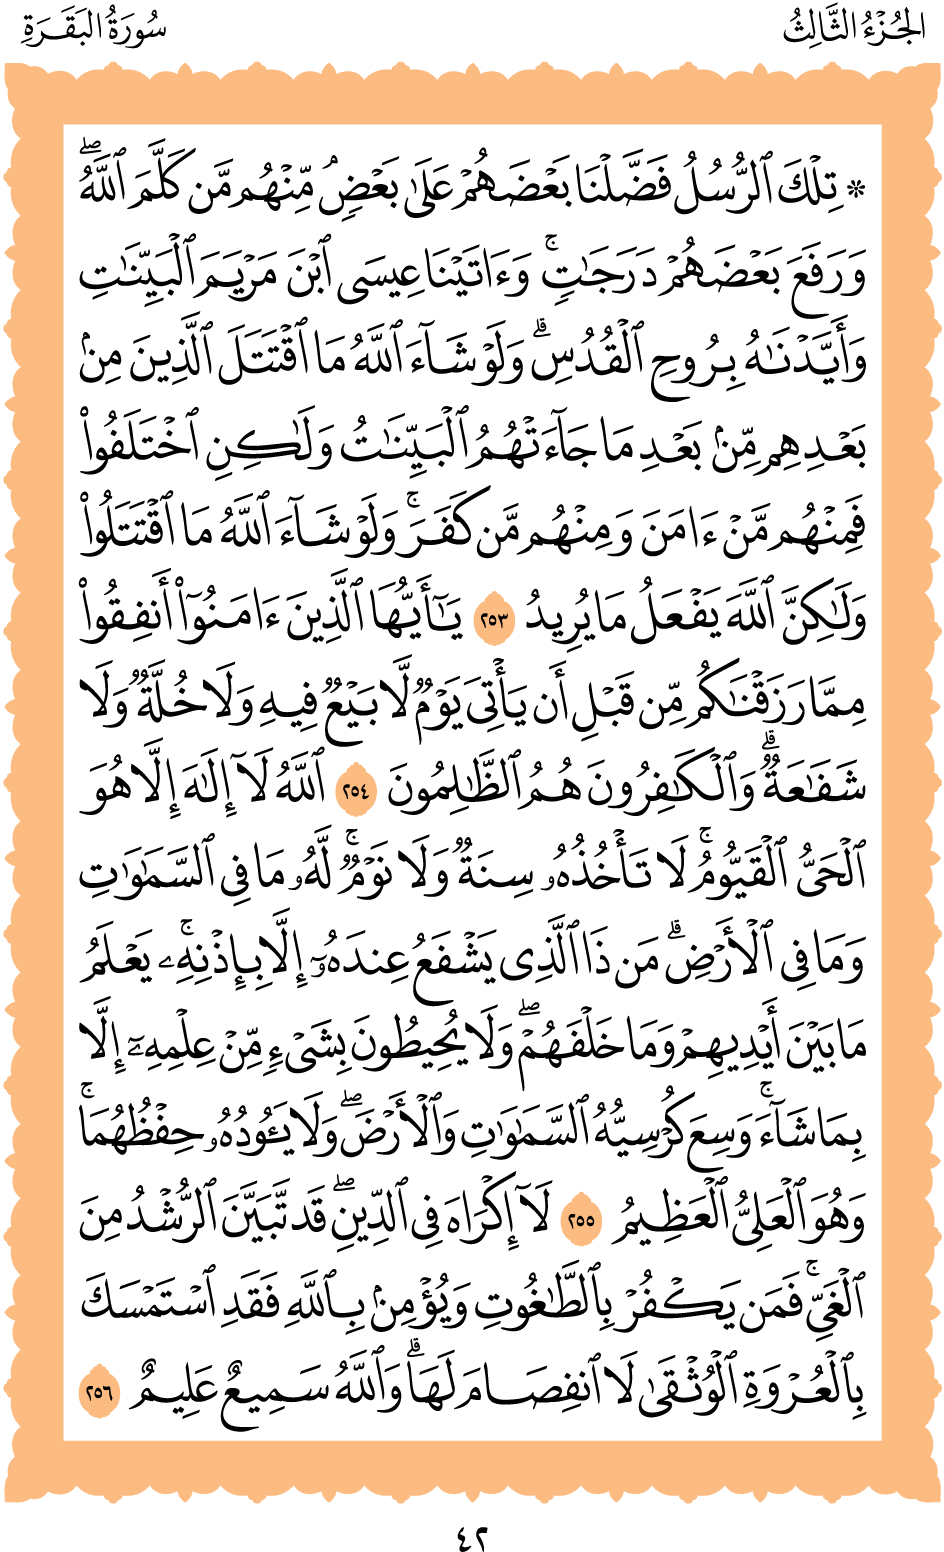 الجُزْءُ الثَّالِثُ
سُورَةُ البَقَرَةِ
۞ تِلْكَ ٱلرُّسُلُ فَضَّلْنَا بَعْضَهُمْ عَلَىٰ بَعْضٍۘ مِّنْهُم مَّن كَلَّمَ ٱللَّهُۖ
وَرَفَعَ بَعْضَهُمْ دَرَجَٰتٍۚ وَءَاتَيْنَا عِيسَى ٱبْنَ مَرْيَمَ ٱلْبَيِّنَٰتِ
وَأَيَّدْنَٰهُ بِرُوحِ ٱلْقُدُسِۗ وَلَوْ شَآءَ ٱللَّهُ مَا ٱقْتَتَلَ ٱلَّذِينَ مِنۢ
بَعْدِهِم مِّنۢ بَعْدِ مَا جَآءَتْهُمُ ٱلْبَيِّنَٰتُ وَلَٰكِنِ ٱخْتَلَفُوا۟
فَمِنْهُم مَّنْ ءَامَنَ وَمِنْهُم مَّن كَفَرَۚ وَلَوْ شَآءَ ٱللَّهُ مَا ٱقْتَتَلُوا۟
وَلَٰكِنَّ ٱللَّهَ يَفْعَلُ مَا يُرِيدُ ٢٥٣ يَٰٓأَيُّهَا ٱلَّذِينَ ءَامَنُوٓا۟ أَنفِقُوا۟
مِمَّا رَزَقْنَٰكُم مِّن قَبْلِ أَن يَأْتِىَ يَوْمٌ لَّا بَيْعٌ فِيهِ وَلَا خُلَّةٌ وَلَا
شَفَٰعَةٌۗ وَٱلْكَٰفِرُونَ هُمُ ٱلظَّٰلِمُونَ ٢٥٤ ٱللَّهُ لَآ إِلَٰهَ إِلَّا هُوَ
ٱلْحَىُّ ٱلْقَيُّومُۚ لَا تَأْخُذُهُۥ سِنَةٌ وَلَا نَوْمٌۚ لَّهُۥ مَا فِى ٱلسَّمَٰوَٰتِ
وَمَا فِى ٱلْأَرْضِۗ مَن ذَا ٱلَّذِى يَشْفَعُ عِندَهُۥٓ إِلَّا بِإِذْنِهِۦۚ يَعْلَمُ
مَا بَيْنَ أَيْدِيهِمْ وَمَا خَلْفَهُمْۖ وَلَا يُحِيطُونَ بِشَىْءٍ مِّنْ عِلْمِهِۦٓ إِلَّا
بِمَا شَآءَۚ وَسِعَ كُرْسِيُّهُ ٱلسَّمَٰوَٰتِ وَٱلْأَرْضَۖ وَلَا يَـُٔودُهُۥ حِفْظُهُمَاۚ
وَهُوَ ٱلْعَلِىُّ ٱلْعَظِيمُ ٢٥٥ لَآ إِكْرَاهَ فِى ٱلدِّينِۖ قَد تَّبَيَّنَ ٱلرُّشْدُ مِنَ
ٱلْغَىِّۚ فَمَن يَكْفُرْ بِٱلطَّٰغُوتِ وَيُؤْمِنۢ بِٱللَّهِ فَقَدِ ٱسْتَمْسَكَ
بِٱلْعُرْوَةِ ٱلْوُثْقَىٰ لَا ٱنفِصَامَ لَهَاۗ وَٱللَّهُ سَمِيعٌ عَلِيمٌ ٢٥٦
٤٢